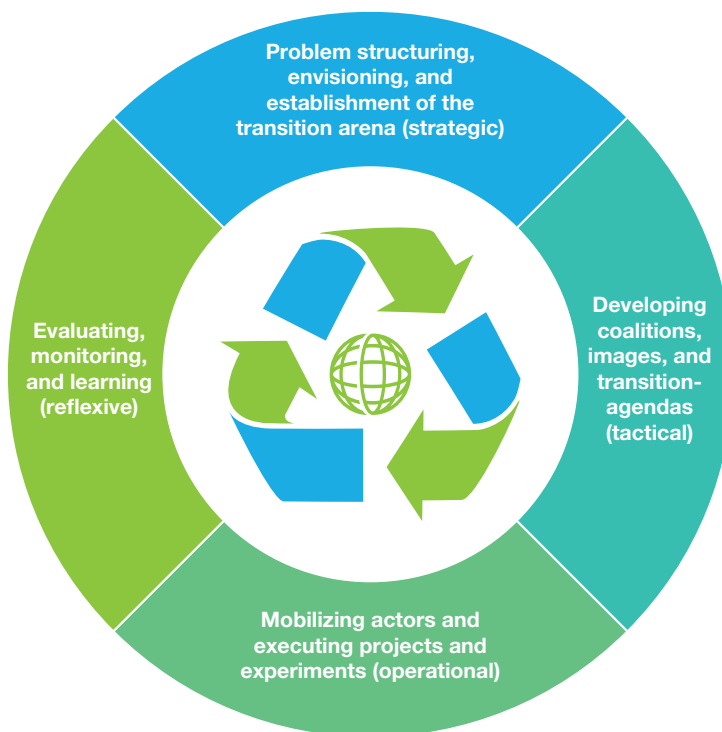 Problem structuring,
envisioning, and
establishment of the
transition arena (strategic)
Developing
coalitions,
images, and
transition-
agendas
(tactical)
Mobilizing actors and
executing projects and
experiments (operational)
Evaluating,
monitoring,
and learning
(reflexive)